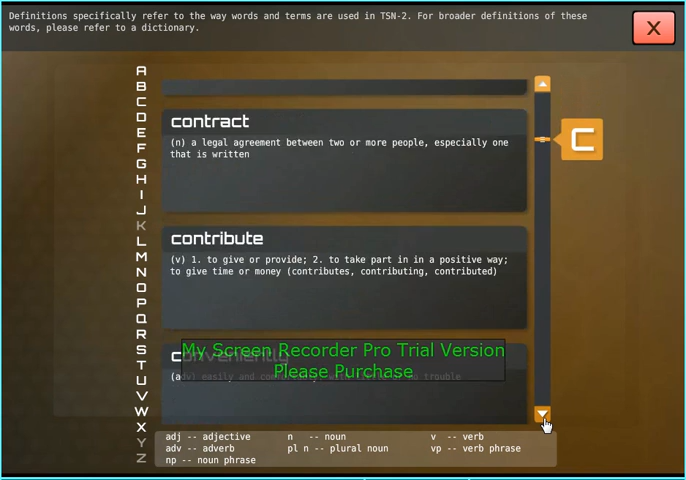 Definitions specifically refer to the way words and terms are used in TSN-2. For broader definitions of these
words, please refer to a dictionary.
X
A
B
C
D
E
F
G
H
I
J
K
L
M
N
O
P
Q
R
S
T
U
V
W
X
Y
Z
contract
(n) a legal agreement between two or more people, especially one
that is written
C
contribute
(v) 1. to give or provide; 2. to take part in in a positive way;
to give time or money (contributes, contributing, contributed)
conveniently
My Screen Recorder Pro Trial Version
Please Purchase
(adv) easily and trouble
adj -- adjective n -- noun v -- verb
adv -- adverb pl n -- plural noun vp -- verb phrase
np -- noun phrase